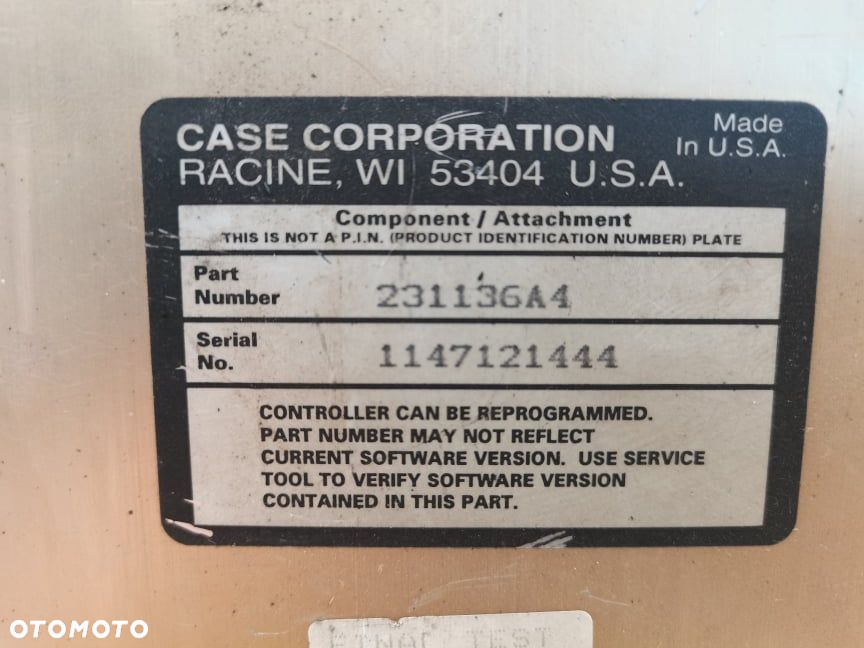 CASE CORPORATION
Made
In U.S.A.
RACINE, WI 53404 U.S.A.
Component / Attachment
THIS IS NOT A P.I.N. (PRODUCT IDENTIFICATION NUMBER) PLATE
Part
Number 231136A4
Serial
No. 1147121444
CONTROLLER CAN BE REPROGRAMMED.
PART NUMBER MAY NOT REFLECT
CURRENT SOFTWARE VERSION. USE SERVICE
TOOL TO VERIFY SOFTWARE VERSION
CONTAINED IN THIS PART.
FINAL TEST
OTOMOTO